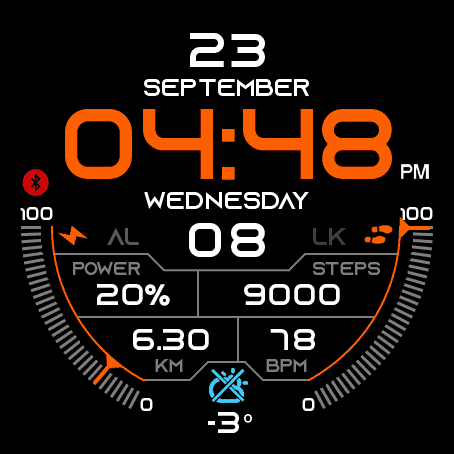 23
SEPTEMBER
04:48 PM
WEDNESDAY
100 100
AL 08 LK
POWER STEPS
20% 9000
6.30 78
KM BPM
0 0
-3°